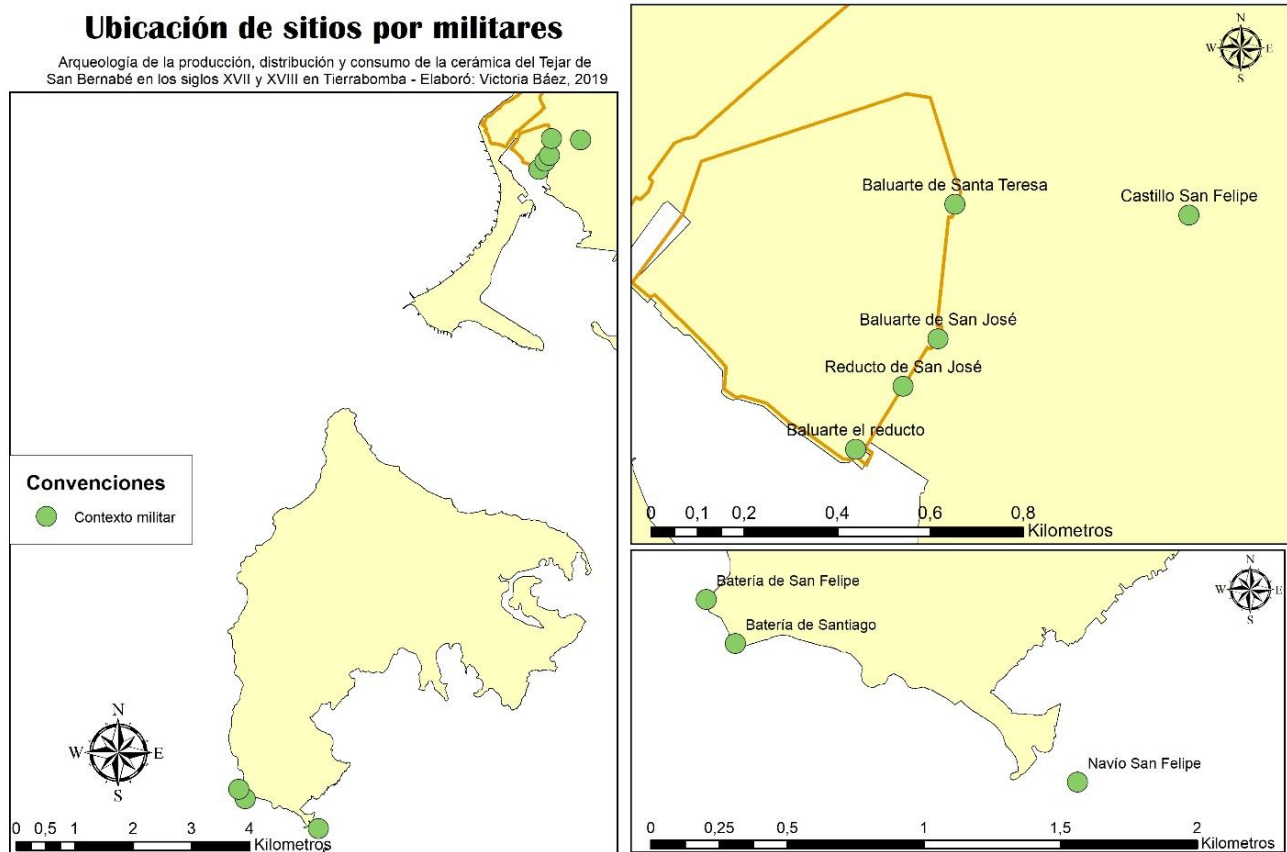 Ubicación de sitios por militares
Arqueología de la producción, distribución y consumo de la cerámica del Tejar de
San Bernabé en los siglos XVII y XVIII en Tierrabomba - Elaboró: Victoria Báez, 2019
Convenciones
Contexto militar
N
W E
S
0 0,5 1 2 3 4
Kilometros
N
W E
S
Baluarte de Santa Teresa
Castillo San Felipe
Baluarte de San José
Reducto de San José
Baluarte el reducto
0 0,1 0,2 0,4 0,6 0,8
Kilometros
N
W E
S
Batería de San Felipe
Batería de Santiago
Navío San Felipe
0 0,25 0,5 1 1,5 2
Kilometros